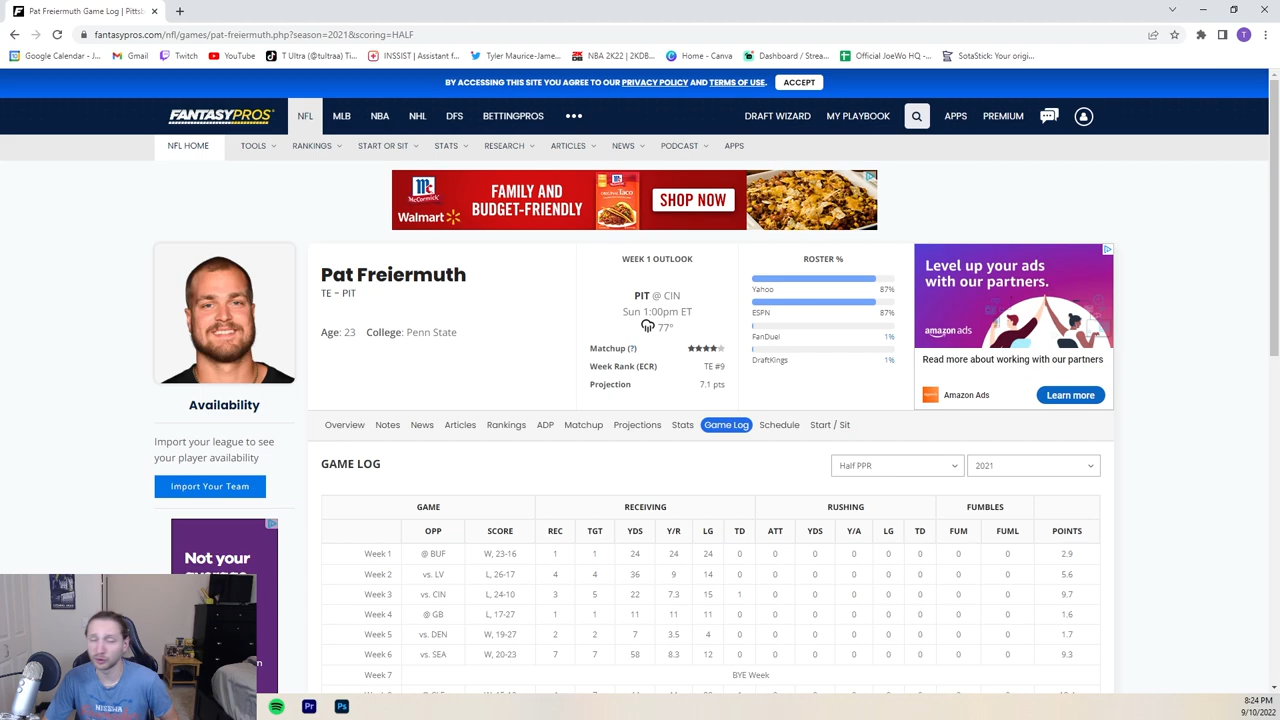 Pat Freiermuth Game Log | Pittsb
fantasypros.com/nfl/games/pat-freiermuth.php?season=2021&scoring=HALF
T
Google Calendar - J...
Gmail
Twitch
YouTube
T Ultra (@tultraa) Ti...
INSSIST | Assistant f...
Tyler Maurice-Jame...
NBA 2K22 | 2KDB...
Home - Canva
Dashboard / Strea...
Official JoeWo HQ -...
SotaStick: Your origi...
BY ACCESSING THIS SITE YOU AGREE TO OUR PRIVACY POLICY AND TERMS OF USE. ACCEPT
FANTASYPROS NFL MLB NBA NHL DFS BETTINGPROS ••• DRAFT WIZARD MY PLAYBOOK APPS PREMIUM
NFL HOME TOOLS RANKINGS START OR SIT STATS RESEARCH ARTICLES NEWS PODCAST APPS
McCormick
Walmart
FAMILY AND
BUDGET-FRIENDLY
Taco
SHOP NOW
Pat Freiermuth
TE - PIT
Age: 23 College: Penn State
WEEK 1 OUTLOOK
PIT @ CIN
Sun 1:00pm ET
77°
Matchup (?) ★★★★★
Week Rank (ECR) TE #9
Projection 7.1 pts
ROSTER %
Yahoo 87%
ESPN 87%
FanDuel 1%
DraftKings 1%
Level up your ads
with our partners.
amazon ads
Read more about working with our partners
Amazon Ads Learn more
Availability
Import your league to see
your player availability
Import Your Team
Not your
Overview Notes News Articles Rankings ADP Matchup Projections Stats Game Log Schedule Start / Sit
GAME LOG Half PPR 2021
GAME RECEIVING RUSHING FUMBLES
OPP SCORE REC TGT YDS Y/R LG TD ATT YDS Y/A LG TD FUM FUML POINTS
Week 1 @ BUF W, 23-16 1 1 24 24 24 0 0 0 0 0 0 0 0 2.9
Week 2 vs. LV L, 26-17 4 4 36 9 14 0 0 0 0 0 0 0 0 5.6
Week 3 vs. CIN L, 24-10 3 5 22 7.3 15 1 0 0 0 0 0 0 0 9.7
Week 4 @ GB L, 17-27 1 1 11 11 11 0 0 0 0 0 0 0 0 1.6
Week 5 vs. DEN W, 19-27 2 2 7 3.5 4 0 0 0 0 0 0 0 0 1.7
Week 6 vs. SEA W, 20-23 7 7 58 8.3 12 0 0 0 0 0 0 0 0 9.3
Week 7 BYE Week
Pr
Ps
8:24 PM
9/10/2022